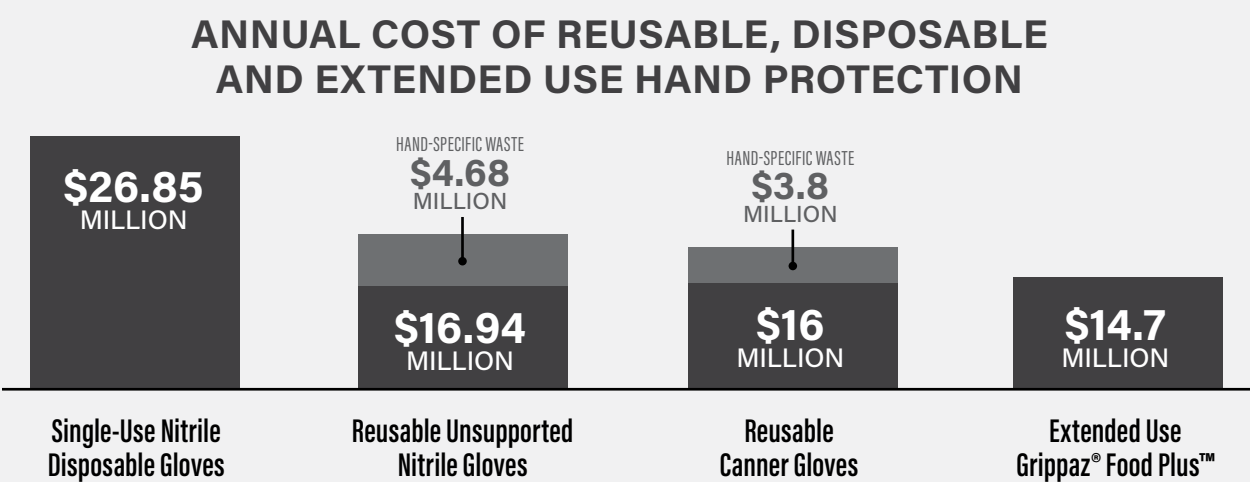 ANNUAL COST OF REUSABLE, DISPOSABLE
AND EXTENDED USE HAND PROTECTION
$26.85
MILLION
HAND-SPECIFIC WASTE
$4.68
MILLION
$16.94
MILLION
HAND-SPECIFIC WASTE
$3.8
MILLION
$16
MILLION
$14.7
MILLION
Single-Use Nitrile
Disposable Gloves
Reusable Unsupported
Nitrile Gloves
Reusable
Canner Gloves
Extended Use
Grippaz® Food Plus™